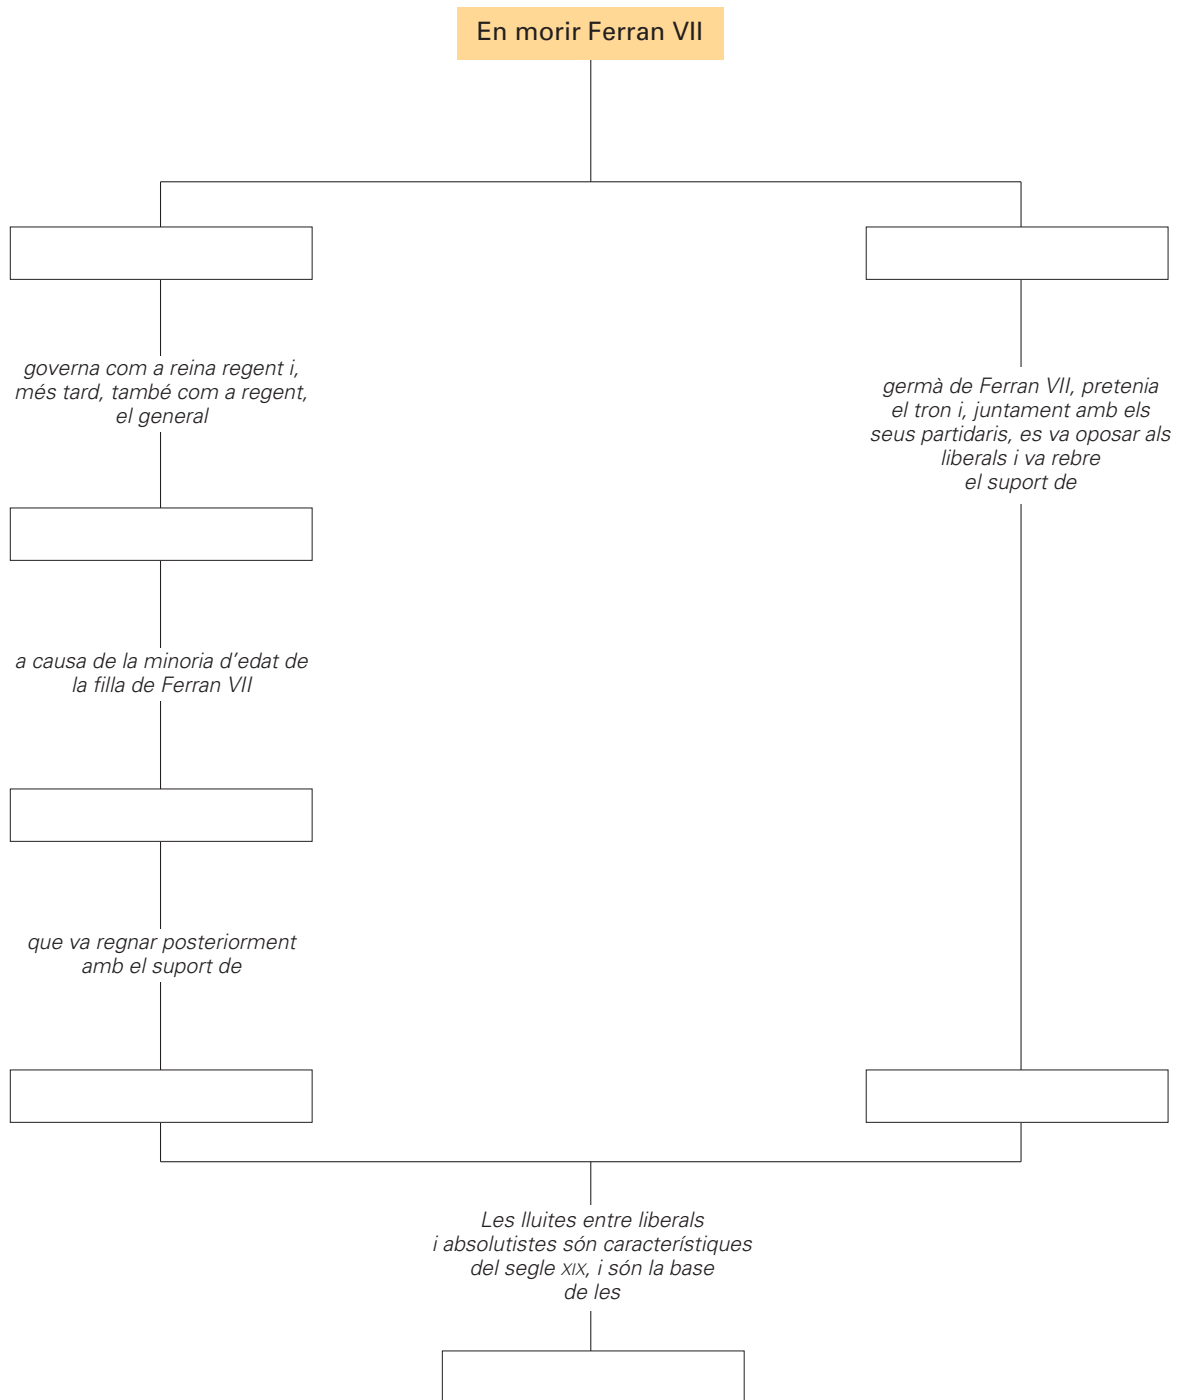 En morir Ferran VII
governa com a reina regent i,
més tard, també com a regent,
el general
germà de Ferran VII, pretenia
el tron i, juntament amb els
seus partidaris, es va oposar als
liberals i va rebre
el suport de
a causa de la minoria d’edat de
la filla de Ferran VII
que va regnar posteriorment
amb el suport de
Les lluites entre liberals
i absolutistes són característiques
del segle XIX, i són la base
de les